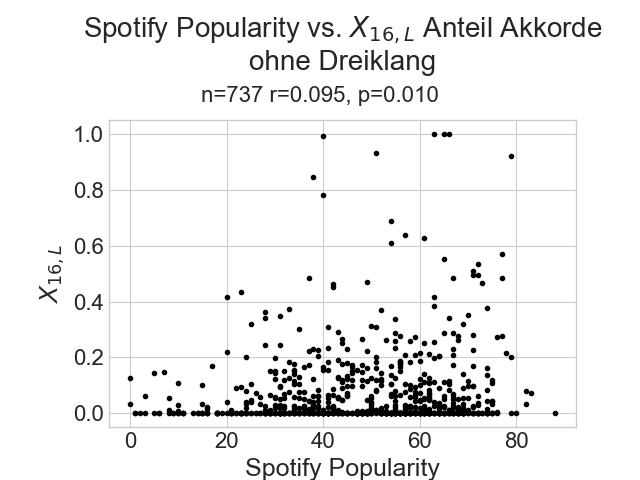 Spotify Popularity vs. X16, L Anteil Akkorde
ohne Dreiklang
n=737 r=0.095, p=0.010
1.0
0.8
0.6
0.4
0.2
0.0
X16, L
0 20 40 60 80
Spotify Popularity